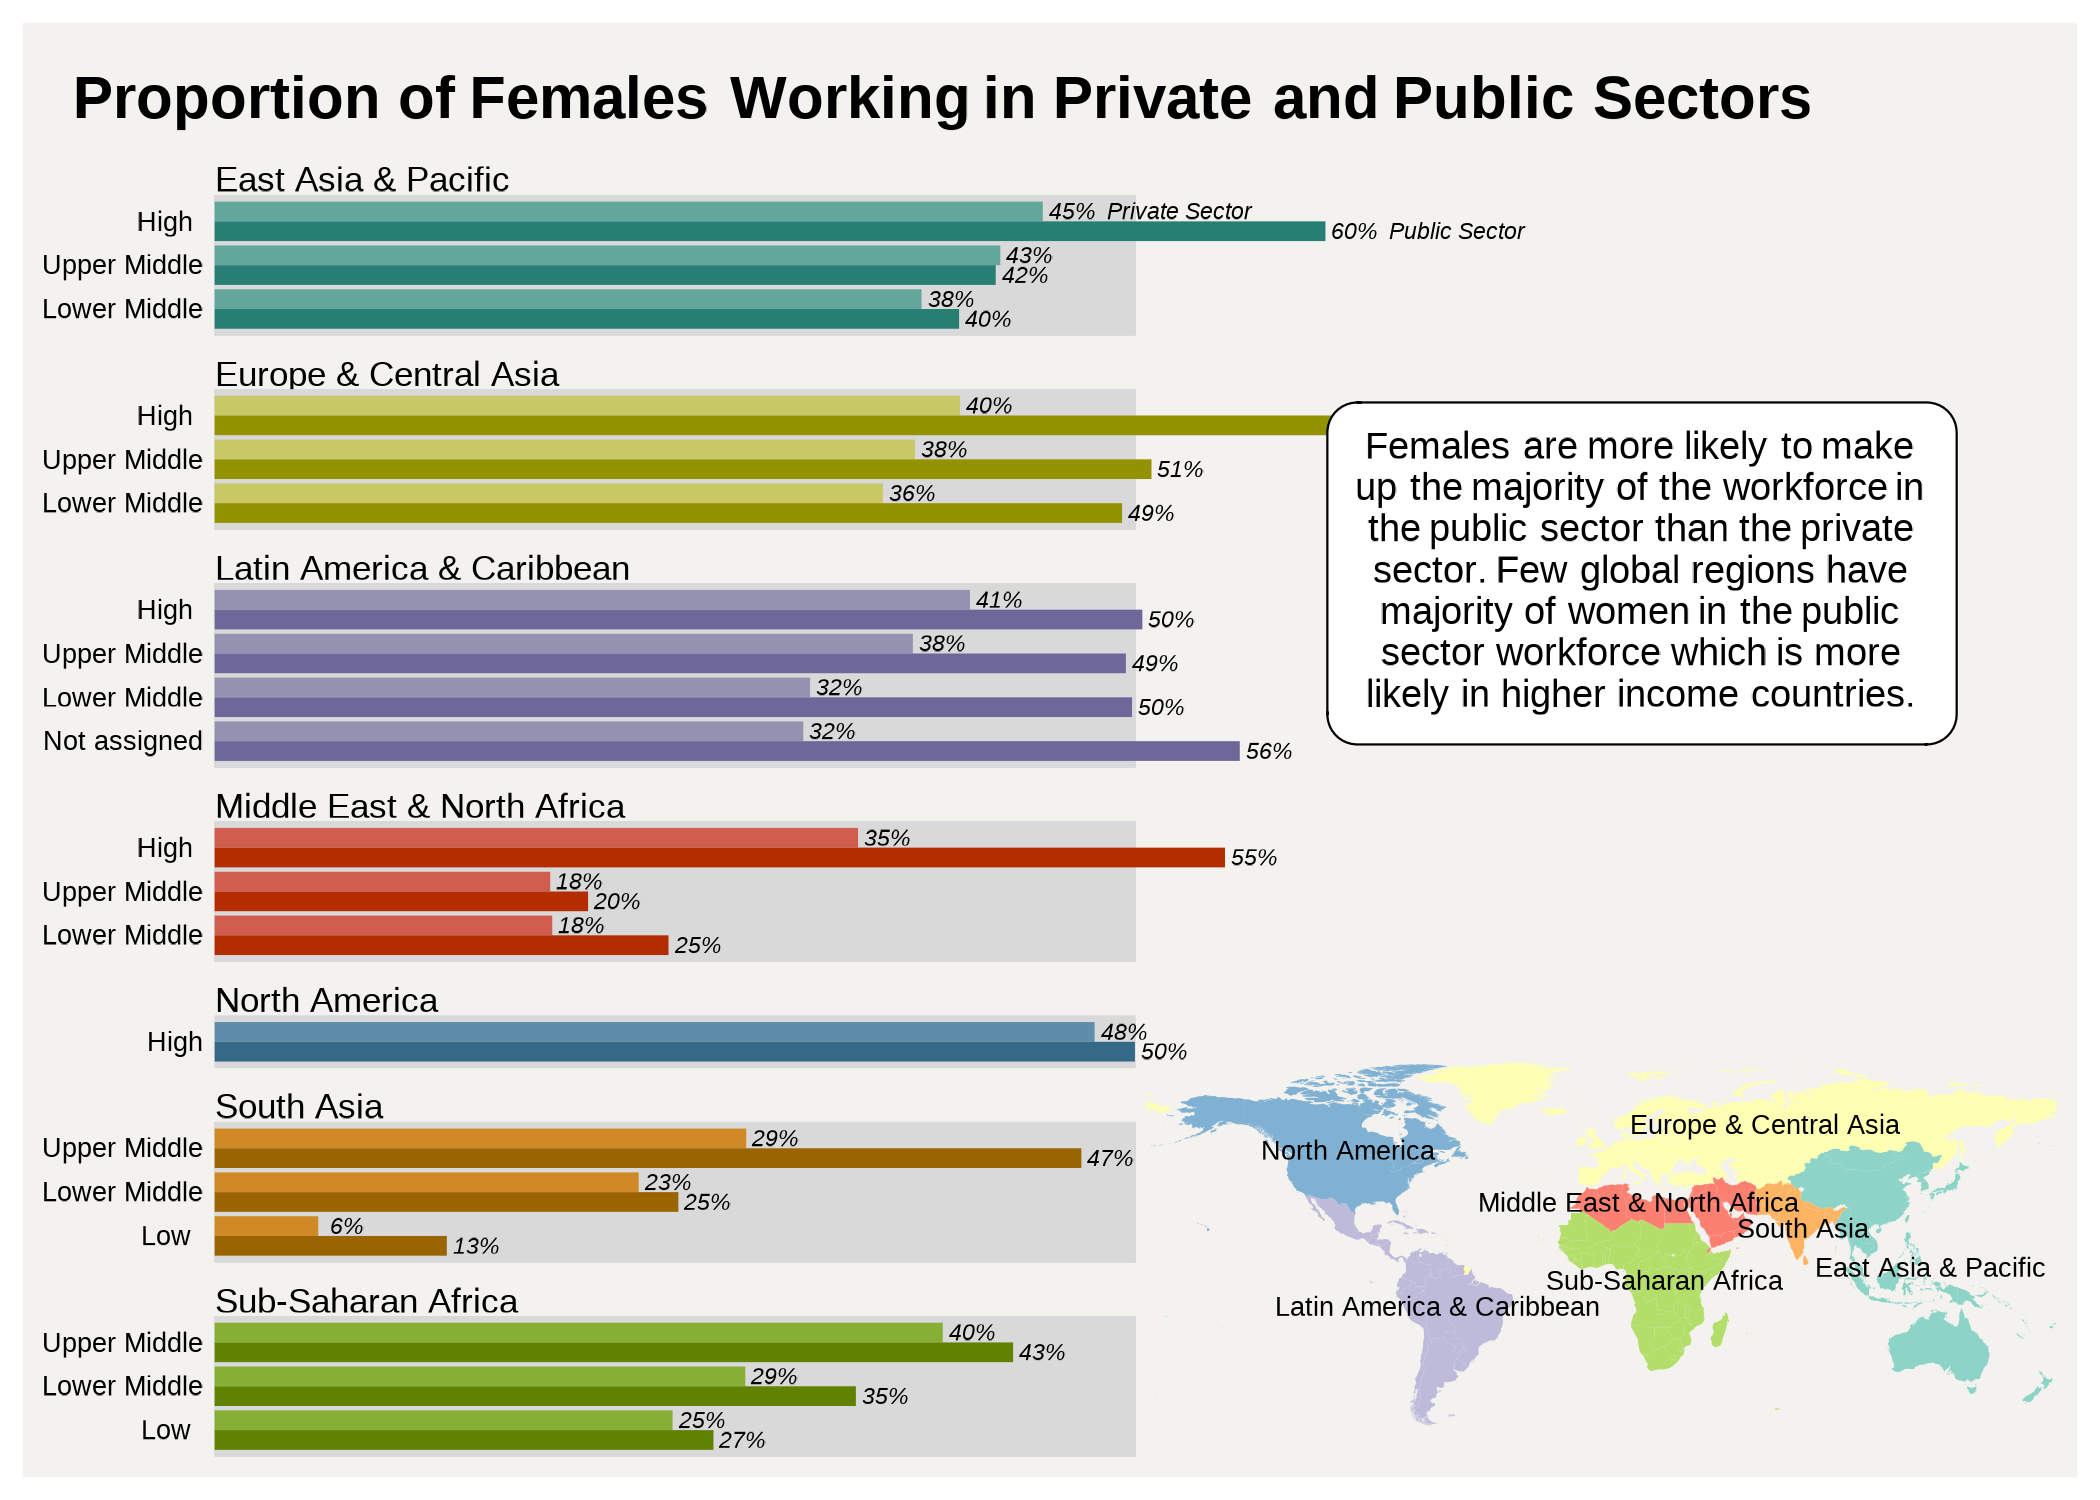 Proportion of Females Working in Private and Public Sectors
East Asia & Pacific
High
45% Private Sector
60% Public Sector
Upper Middle
43%
42%
Lower Middle
38%
40%
Europe & Central Asia
High
40%
Upper Middle
38%
51%
Lower Middle
36%
49%
Females are more likely to make
up the majority of the workforce in
the public sector than the private
sector. Few global regions have
majority of women in the public
sector workforce which is more
likely in higher income countries.
Latin America & Caribbean
High
41%
50%
Upper Middle
38%
49%
Lower Middle
32%
50%
Not assigned
32%
56%
Middle East & North Africa
High
35%
55%
Upper Middle
18%
20%
Lower Middle
18%
25%
North America
High
48%
50%
South Asia
Upper Middle
29%
47%
Lower Middle
23%
25%
Low
6%
13%
Sub-Saharan Africa
Upper Middle
40%
43%
Lower Middle
29%
35%
Low
25%
27%
Europe & Central Asia
North America
Middle East & North Africa
South Asia
East Asia & Pacific
Sub-Saharan Africa
Latin America & Caribbean